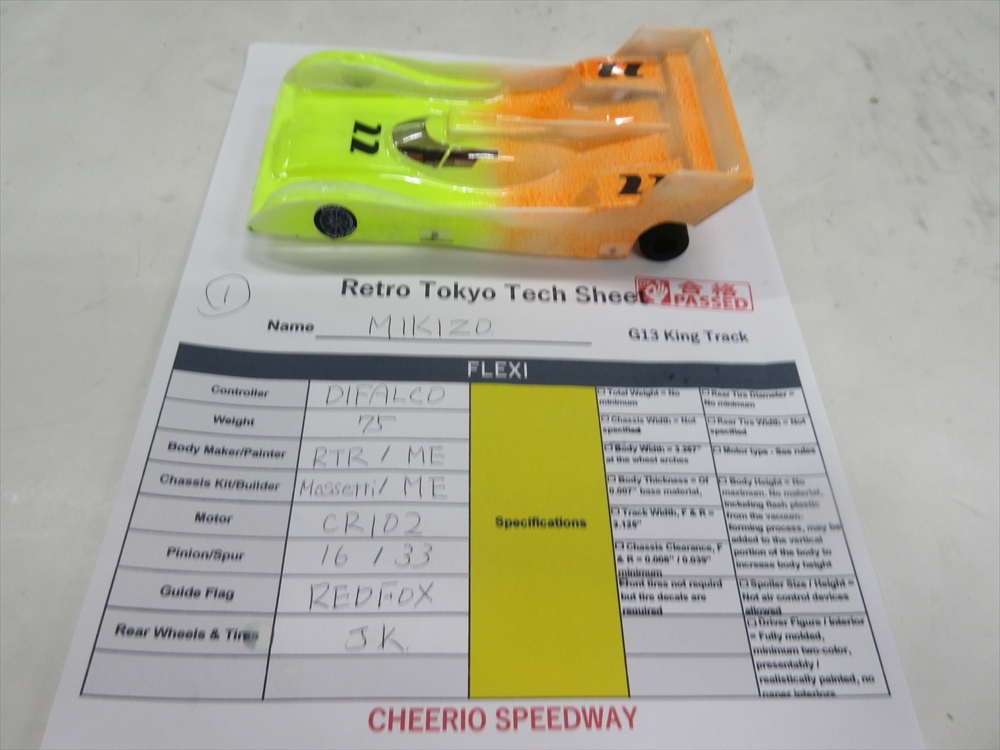 22
22
22
①
Retro Tokyo Tech Sheet
合格
PASSED
Name MIKIZO
G13 King Track
FLEXI
Controller DIFALCO
Weight 75
Body Maker/Painter RTR / ME
Chassis Kit/Builder Mossetti / ME
Motor CR102
Pinion/Spur 16 / 33
Guide Flag REDFOX
Rear Wheels & Tires JK
Specifications
☐ Total Weight = No
minimum
☐ Chassis Width = Not
specified
☐ Body Width = 3.267"
at the wheel arches
☐ Body Thickness = Of
0.007" base material,
☐ Track Width, F & R =
3.125"
☐ Chassis Clearance, F
& R = 0.008" / 0.039"
minimum
Front tires not requird
but tire decals are
required
☐ Rear Tire Diameter =
No minimum
☐ Rear Tire Width = Not
specified
☐ Motor type - See rules
☐ Body Height = No
maximum. No material,
including flash plastic
from the vacuum-
forming process, may be
added to the vertical
portion of the body to
increase body height
☐ Spoiler Size / Height =
Not air control devices
allowed
☐ Driver Figure / Interior
= Fully molded,
minimum two-color,
presentably /
realistically painted, no
paper interiors
CHEERIO SPEEDWAY